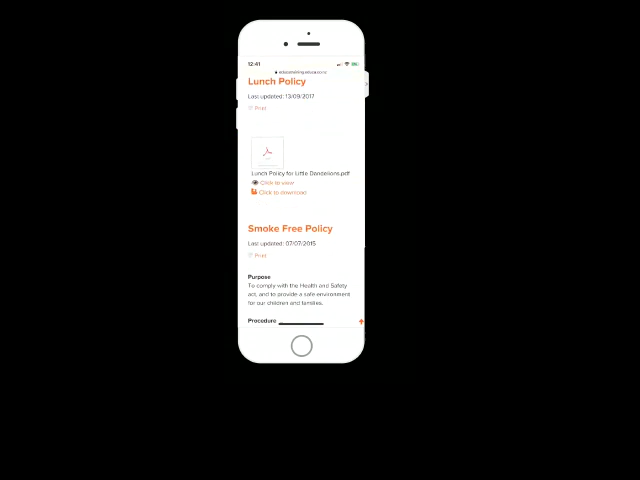 12:41
Lunch Policy
Last updated: 13/09/2017
Print
Lunch Policy for Little Dandelions.pdf
Click to view
Click to download
Smoke Free Policy
Last updated: 07/07/2015
Print
Purpose
To comply with the Health and Safety
act, and to provide a safe environment
for our children and families.
Procedure